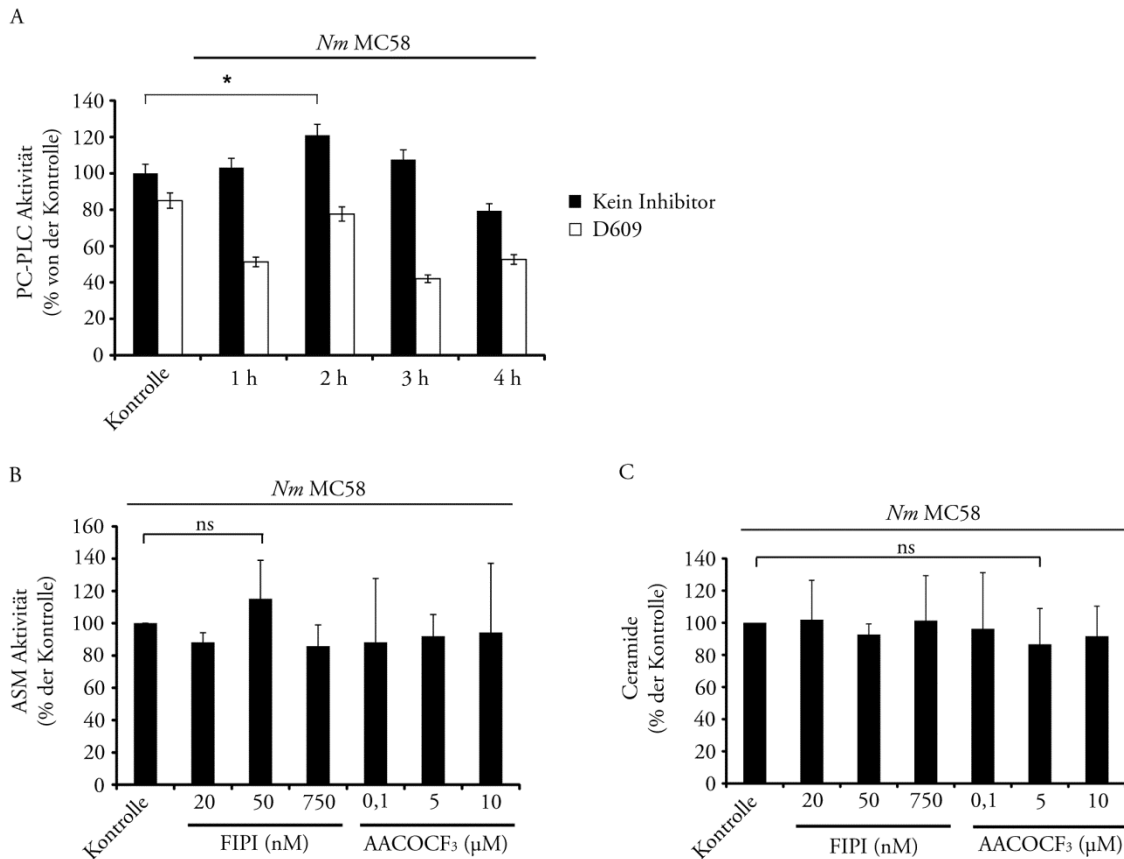 A
Nm MC58
*
140
120
100
80
60
40
20
0
PC-PLC Aktivität
(% von der Kontrolle)
Kontrolle
1 h
2 h
3 h
4 h
Kein Inhibitor
D609
B
Nm MC58
ns
160
140
120
100
80
60
40
20
0
ASM Aktivität
(% der Kontrolle)
Kontrolle
20 50 750 0,1 5 10
FIPI (nM) AACOCF₃ (µM)
C
Nm MC58
ns
140
120
100
80
60
40
20
0
Ceramide
(% der Kontrolle)
Kontrolle
20 50 750 0,1 5 10
FIPI (nM) AACOCF₃ (µM)